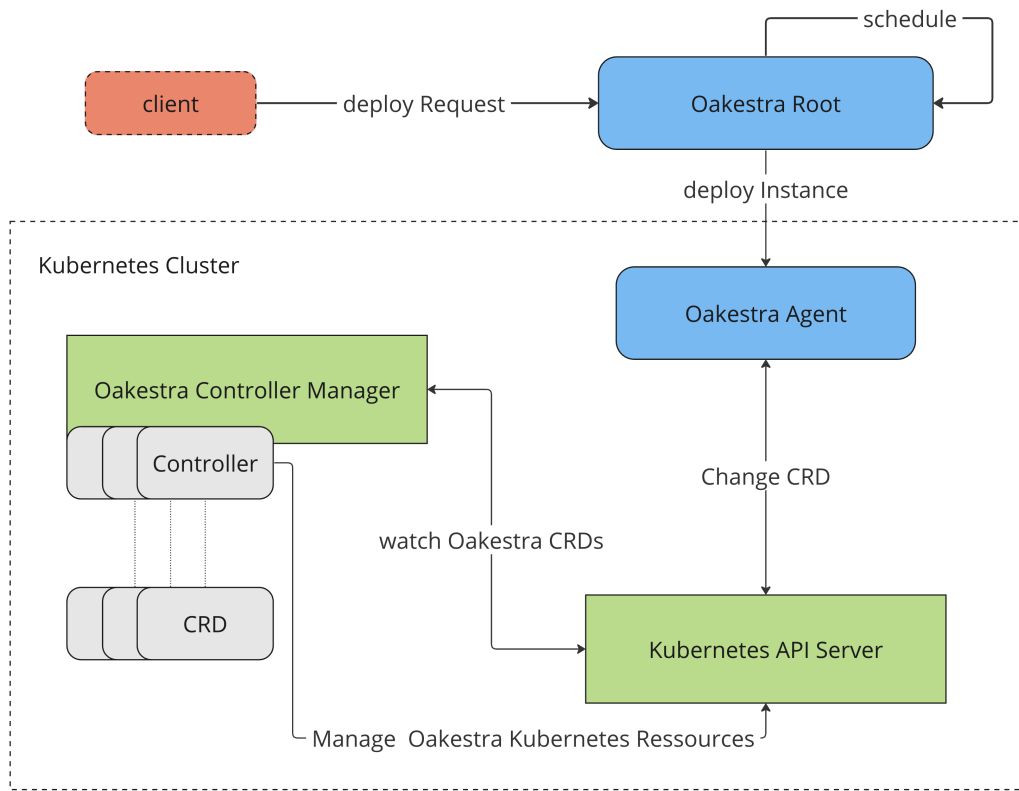 schedule
client
deploy Request
Oakestra Root
deploy Instance
Kubernetes Cluster
Oakestra Agent
Oakestra Controller Manager
Controller
Change CRD
watch Oakestra CRDs
CRD
Kubernetes API Server
Manage  Oakestra Kubernetes Ressources